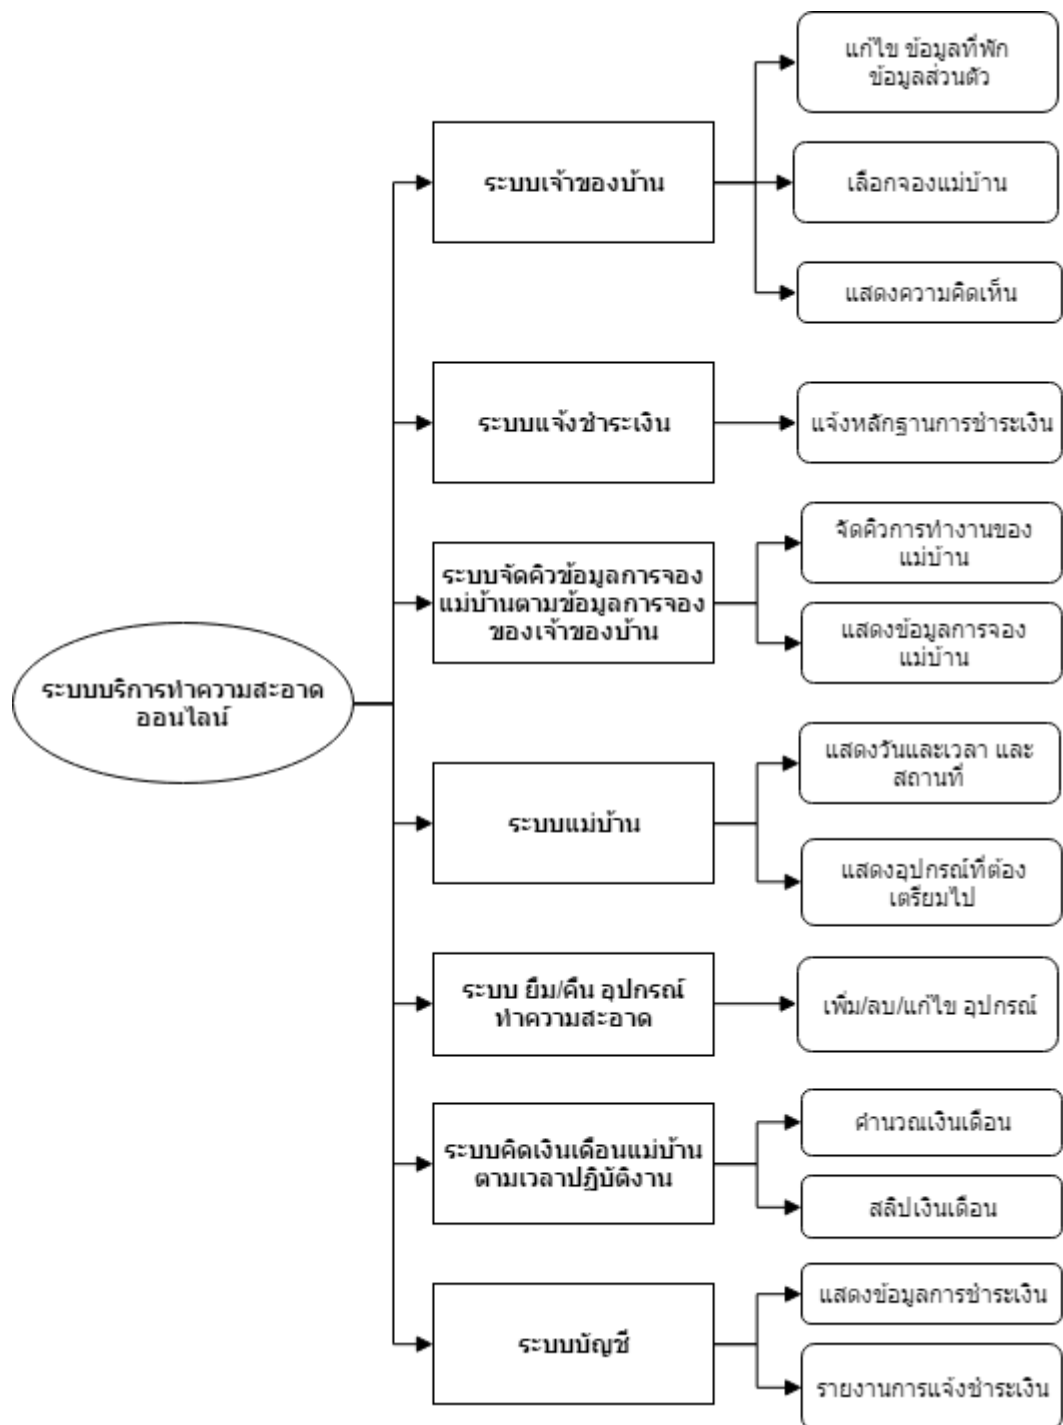 แก้ไข ข้อมูลที่พัก
ข้อมูลส่วนตัว
ระบบเจ้าของบ้าน
เลือกจองแม่บ้าน
แสดงความคิดเห็น
ระบบแจ้งชำระเงิน
แจ้งหลักฐานการชำระเงิน
ระบบจัดคิวข้อมูลการจอง
แม่บ้านตามข้อมูลการจอง
ของเจ้าของบ้าน
จัดคิวการทำงานของ
แม่บ้าน
แสดงข้อมูลการจอง
แม่บ้าน
ระบบบริการทำความสะอาด
ออนไลน์
ระบบแม่บ้าน
แสดงวันและเวลา และ
สถานที่
แสดงอุปกรณ์ที่ต้อง
เตรียมไป
ระบบ ยืม/คืน อุปกรณ์
ทำความสะอาด
เพิ่ม/ลบ/แก้ไข อุปกรณ์
ระบบคิดเงินเดือนแม่บ้าน
ตามเวลาปฏิบัติงาน
คำนวณเงินเดือน
สลิปเงินเดือน
ระบบบัญชี
แสดงข้อมูลการชำระเงิน
รายงานการแจ้งชำระเงิน